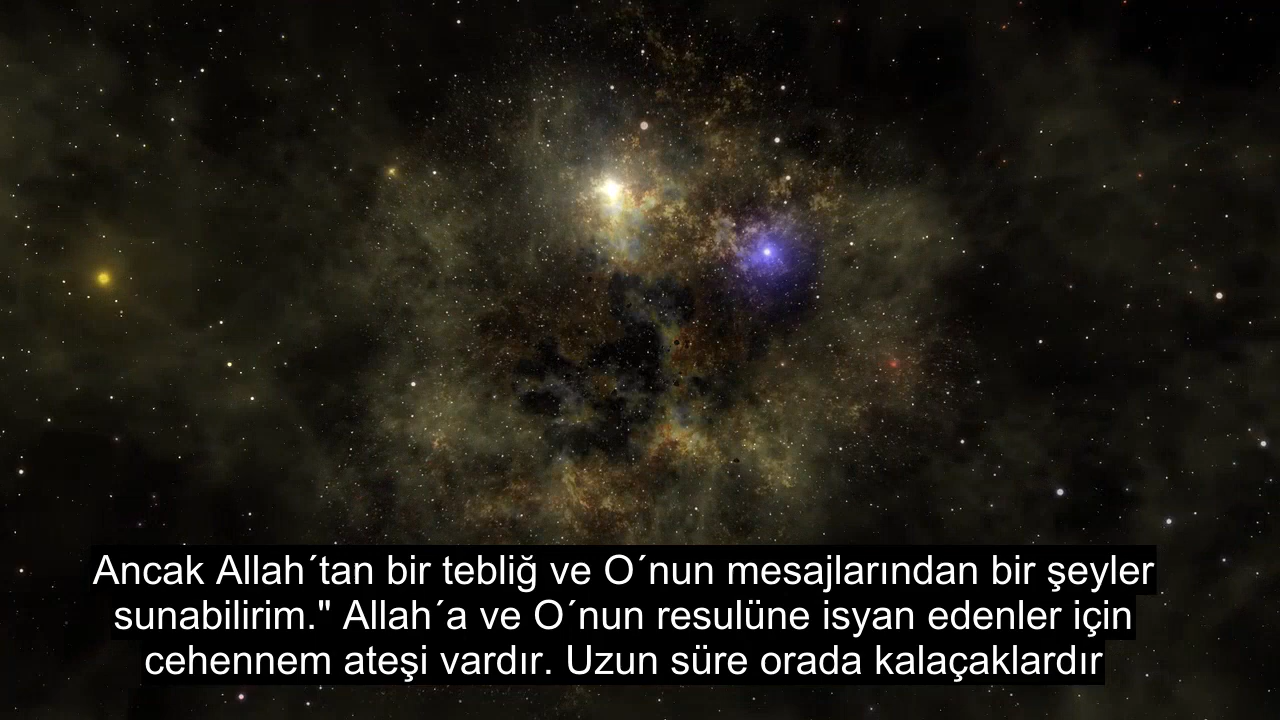 Ancak Allah´tan bir tebliğ ve O´nun mesajlarından bir şeyler
sunabilirim." Allah´a ve O´nun resulüne isyan edenler için
cehennem ateşi vardır. Uzun süre orada kalaçaklardır